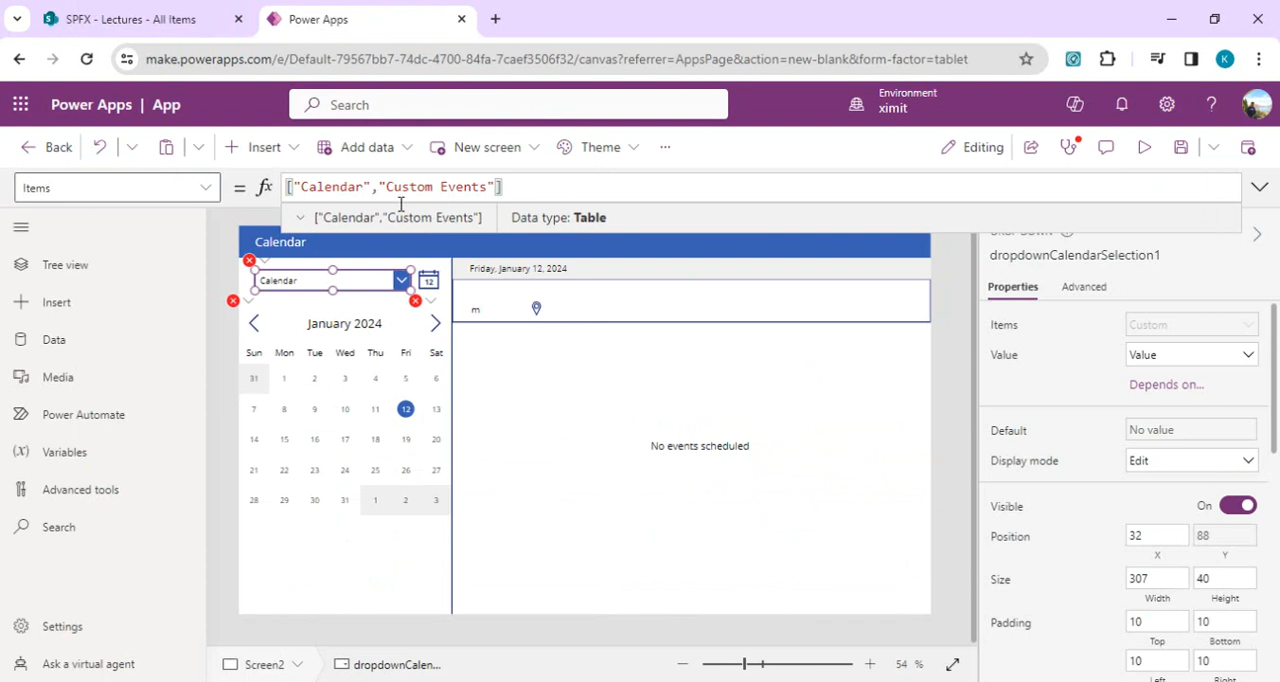 SPFX - Lectures - All Items
Power Apps
make.powerapps.com/e/Default-79567bb7-74dc-4700-84fa-7caef3506f32/canvas?referrer=AppsPage&action=new-blank&form-factor=tablet
K
Power Apps | App
Search
Environment
ximit
Back
Insert
Add data
New screen
Theme
...
Editing
Items
= fx ["Calendar","Custom Events"]
["Calendar","Custom Events"] Data type: Table
Tree view
Insert
Data
Media
Power Automate
Variables
Advanced tools
Search
Settings
Ask a virtual agent
Calendar
Calendar
12
January 2024
Sun Mon Tue Wed Thu Fri Sat
31 1 2 3 4 5 6
7 8 9 10 11 12 13
14 15 16 17 18 19 20
21 22 23 24 25 26 27
28 29 30 31 1 2 3
Friday, January 12, 2024
m
No events scheduled
Screen2
dropdownCalen...
54 %
dropdownCalendarSelection1
Properties
Advanced
Items Custom
Value Value
Depends on...
Default No value
Display mode Edit
Visible On
Position 32 88
X Y
Size 307 40
Width Height
Padding 10 10
Top Bottom
10 10
Left Right